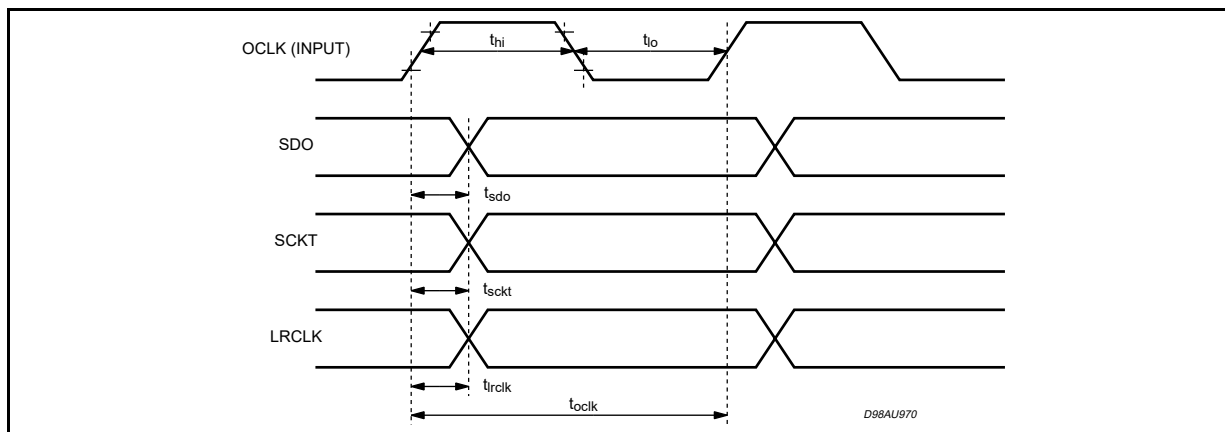 OCLK (INPUT)
thi
tlo
SDO
tsdo
SCKT
tsckt
LRCLK
tlrclk
toclk
D98AU970